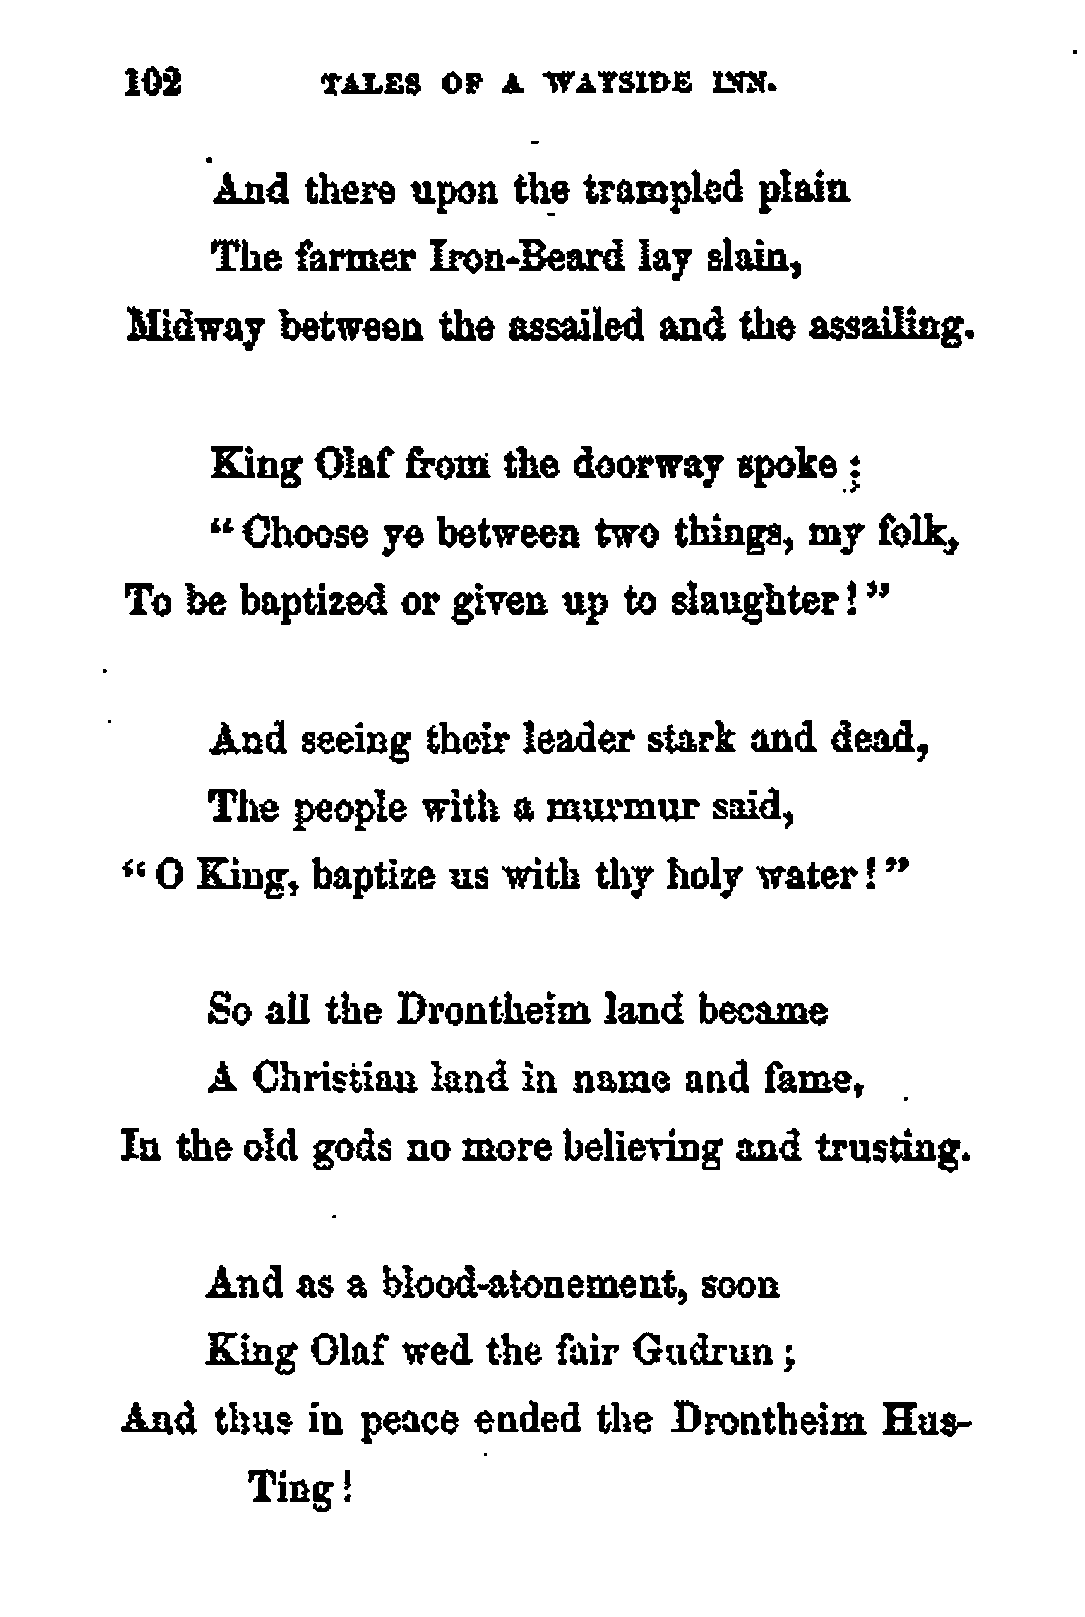 102 TALES OF A WAYSIDE INN.
And there upon the trampled plain
The farmer Iron-Beard lay slain,
Midway between the assailed and the assailing.
King Olaf from the doorway spoke :
“ Choose ye between two things, my folk,
To be baptized or given up to slaughter ! ”
And seeing their leader stark and dead,
The people with a murmur said,
“ O King, baptize us with thy holy water ! ”
So all the Drontheim land became
A Christian land in name and fame,
In the old gods no more believing and trusting.
And as a blood-atonement, soon
King Olaf wed the fair Gudrun ;
And thus in peace ended the Drontheim Hus-
Ting !